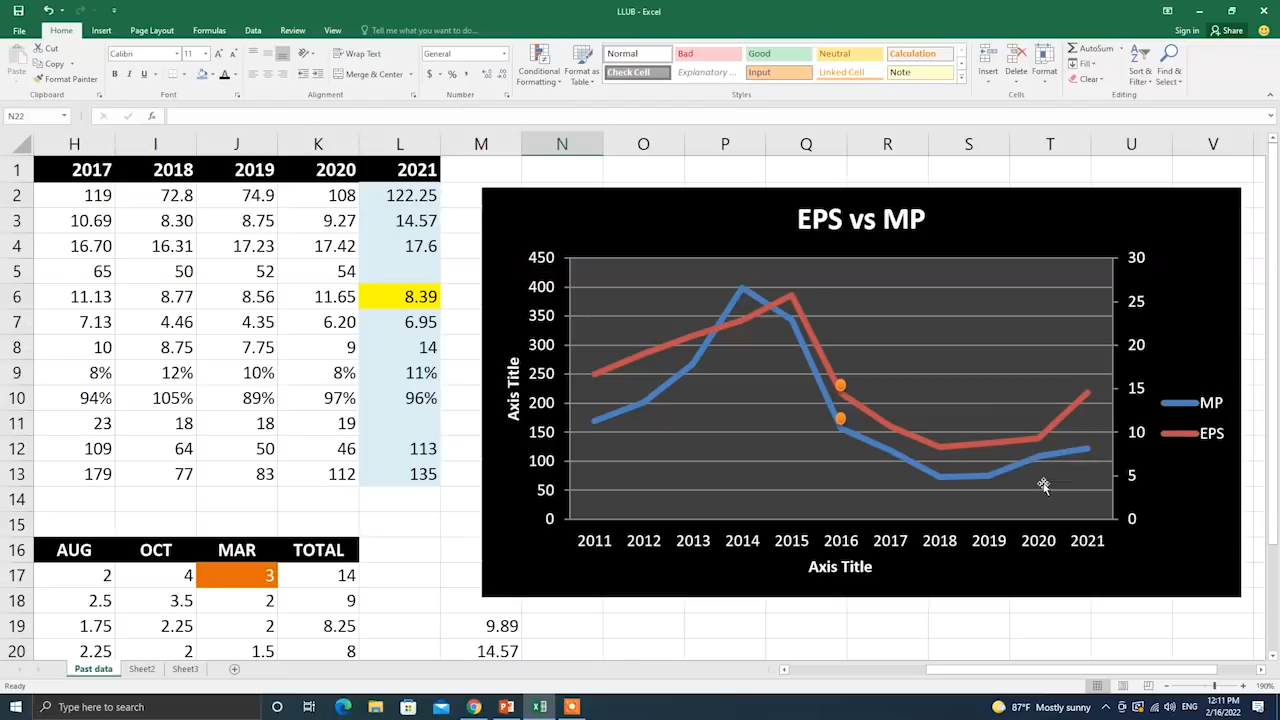 LLUB - Excel
File Home Insert Page Layout Formulas Data Review View Tell me what you want to do... Sign in Share
Cut
Copy
Format Painter
Paste
Calibri 11
B I U
Wrap Text
Merge & Center
General
$ % ,
Conditional Formatting
Format as Table
Normal Bad Good Neutral Calculation
Check Cell Explanatory ... Input Linked Cell Note
Insert Delete Format
AutoSum
Fill
Clear
Sort & Filter
Find & Select
Clipboard Font Alignment Number Styles Cells Editing
N22 fx
H I J K L M N O P Q R S T U V
1 2017 2018 2019 2020 2021
2 119 72.8 74.9 108 122.25
3 10.69 8.30 8.75 9.27 14.57
4 16.70 16.31 17.23 17.42 17.6
5 65 50 52 54
6 11.13 8.77 8.56 11.65 8.39
7 7.13 4.46 4.35 6.20 6.95
8 10 8.75 7.75 9 14
9 8% 12% 10% 8% 11%
10 94% 105% 89% 97% 96%
11 23 18 18 19
12 109 64 50 46 113
13 179 77 83 112 135
14
15
16 AUG OCT MAR TOTAL
17 2 4 3 14
18 2.5 3.5 2 9
19 1.75 2.25 2 8.25 9.89
20 2.25 2 1.5 8 14.57
EPS vs MP
450 30
400 25
350 20
300 15
250 10
200 5
150 0
100
50
0
Axis Title
MP
EPS
2011 2012 2013 2014 2015 2016 2017 2018 2019 2020 2021
Axis Title
Past data Sheet2 Sheet3
Ready 190%
Type here to search
87°F Mostly sunny
12:11 PM
2/16/2022